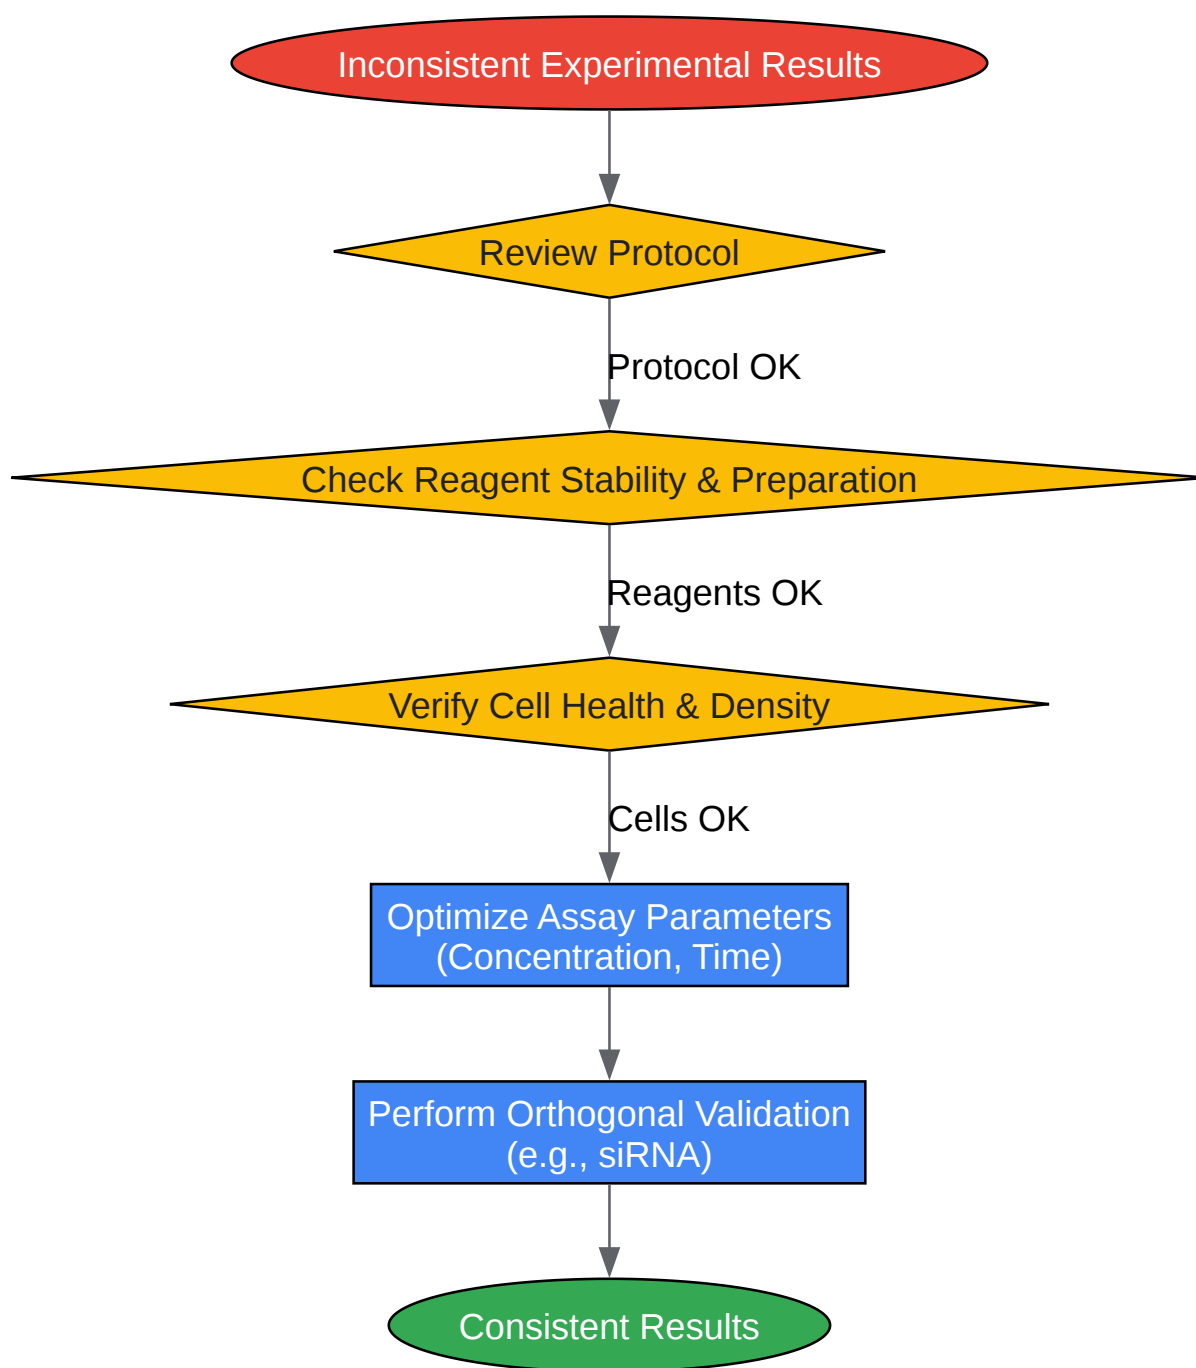 Inconsistent Experimental Results
Review Protocol
Protocol OK
Check Reagent Stability & Preparation
Reagents OK
Verify Cell Health & Density
Cells OK
Optimize Assay Parameters
(Concentration, Time)
Perform Orthogonal Validation
(e.g., siRNA)
Consistent Results